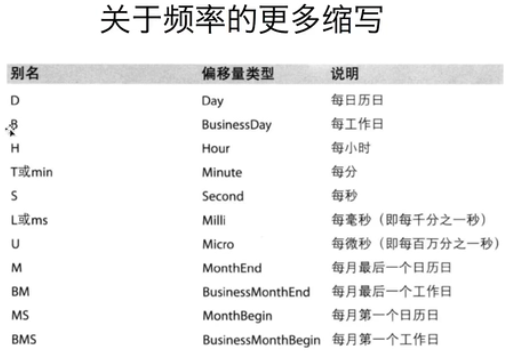 关于频率的更多缩写
别名 偏移量类型 说明
D Day 每日历日
B BusinessDay 每工作日
H Hour 每小时
T或min Minute 每分
S Second 每秒
L或ms Milli 每毫秒（即每千分之一秒）
U Micro 每微秒（即每百万分之一秒）
M MonthEnd 每月最后一个日历日
BM BusinessMonthEnd 每月最后一个工作日
MS MonthBegin 每月第一个日历日
BMS BusinessMonthBegin 每月第一个工作日